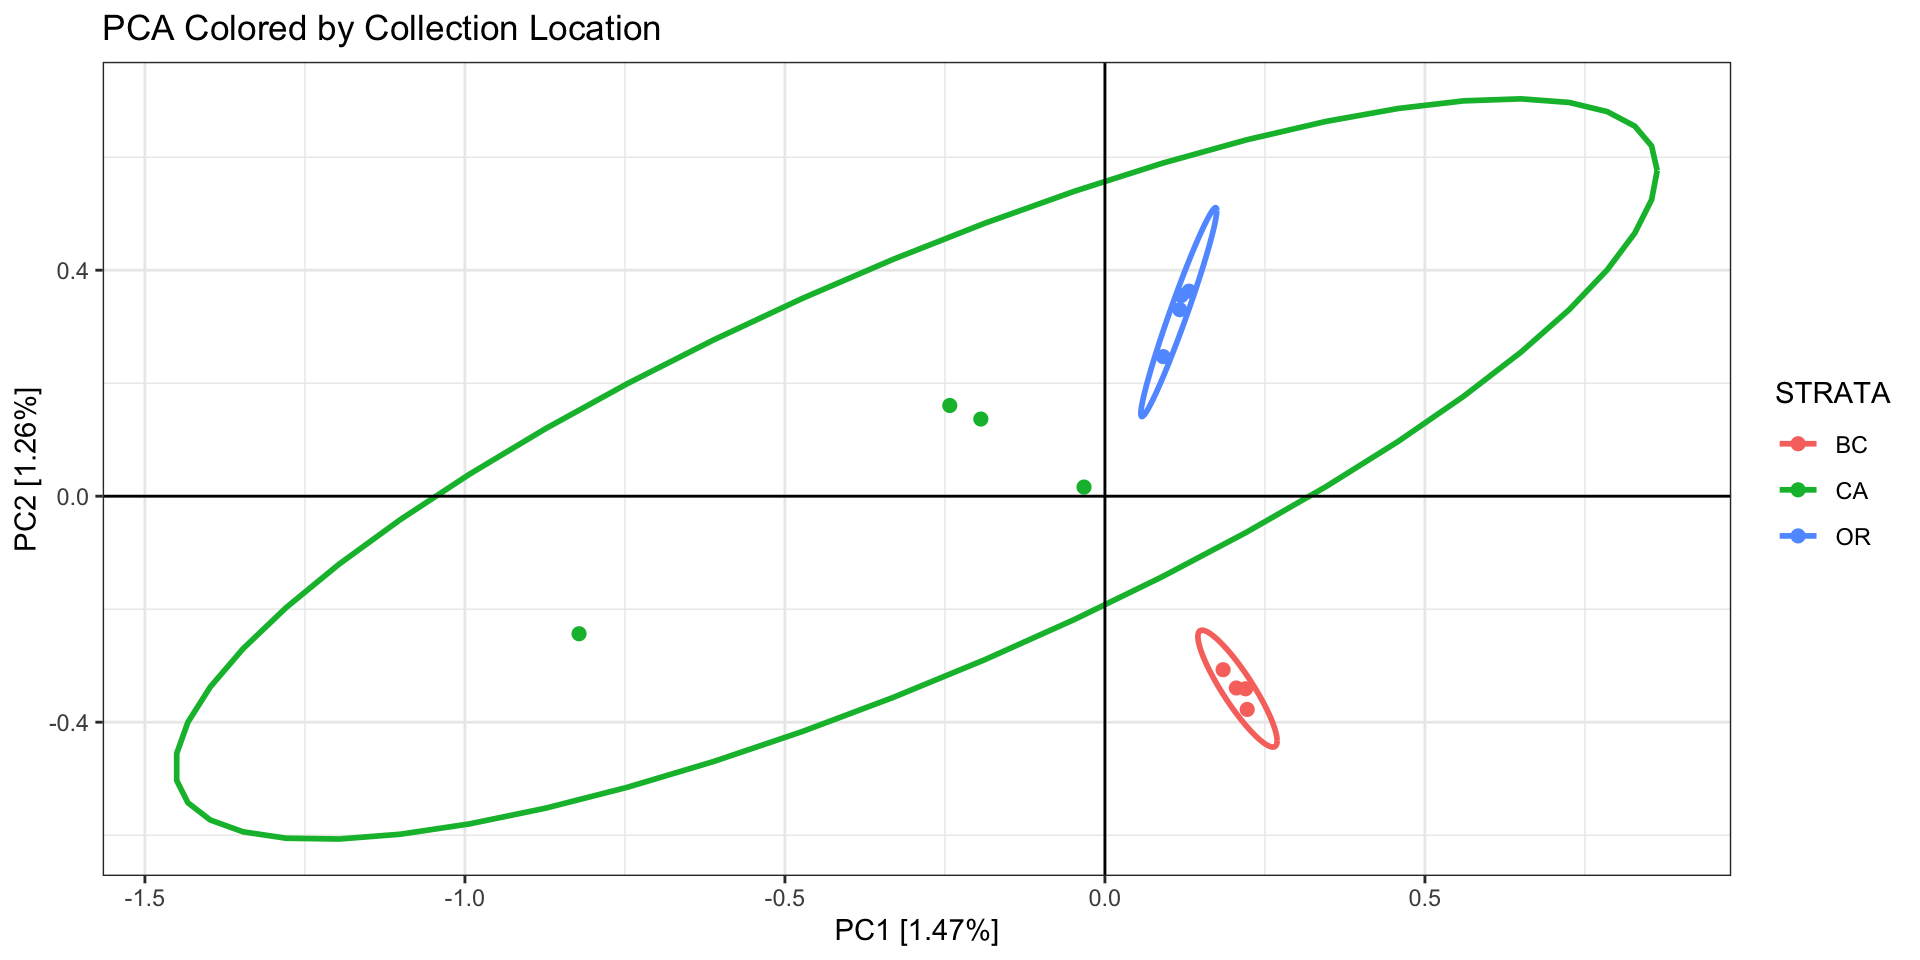 PCA Colored by Collection Location
PC2 [1.26%]
0.4
0.0
-0.4
-1.5
-1.0
-0.5
0.0
0.5
PC1 [1.47%]
STRATA
BC
CA
OR